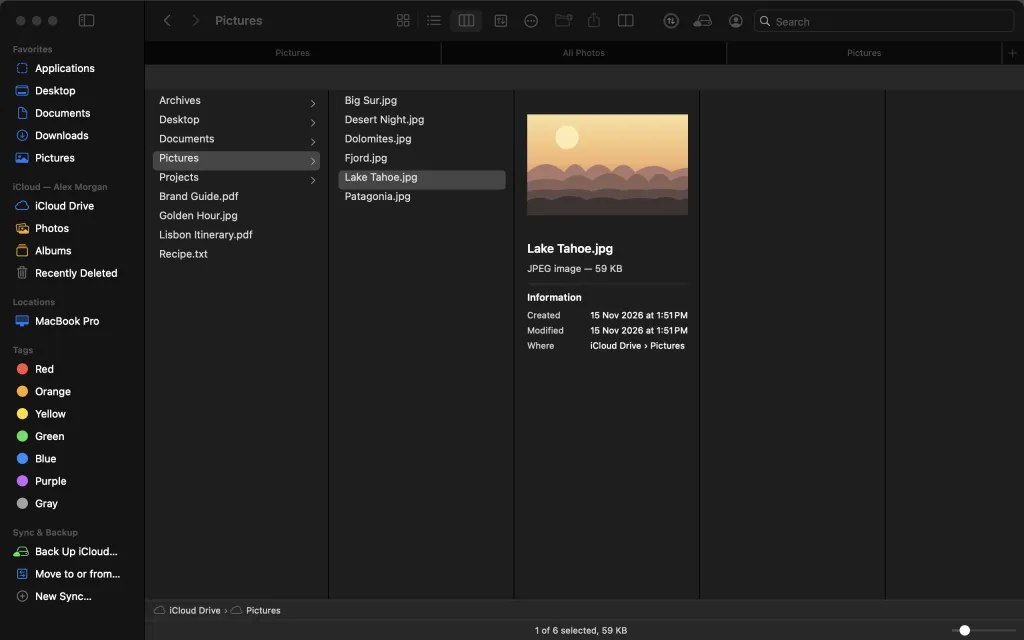 Pictures
Search
Pictures
All Photos
Pictures
Favorites
Applications
Desktop
Documents
Downloads
Pictures
iCloud — Alex Morgan
iCloud Drive
Photos
Albums
Recently Deleted
Locations
MacBook Pro
Tags
Red
Orange
Yellow
Green
Blue
Purple
Gray
Sync & Backup
Back Up iCloud...
Move to or from...
New Sync...
Archives
Desktop
Documents
Pictures
Projects
Brand Guide.pdf
Golden Hour.jpg
Lisbon Itinerary.pdf
Recipe.txt
Big Sur.jpg
Desert Night.jpg
Dolomites.jpg
Fjord.jpg
Lake Tahoe.jpg
Patagonia.jpg
Lake Tahoe.jpg
JPEG image — 59 KB
Information
Created 15 Nov 2026 at 1:51 PM
Modified 15 Nov 2026 at 1:51 PM
Where iCloud Drive › Pictures
iCloud Drive › Pictures
1 of 6 selected, 59 KB